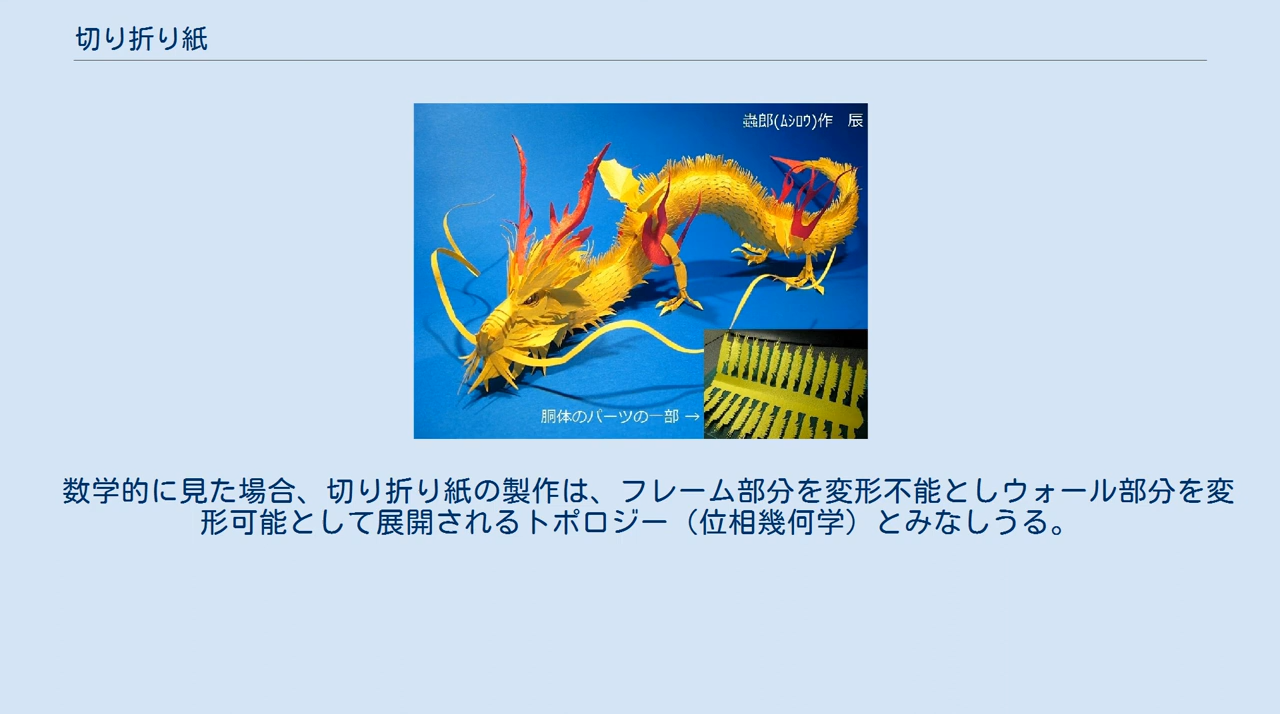 切り折り紙
蟲郎(ﾑｼﾛｳ)作　辰
胴体のパーツの一部 →
数学的に見た場合、切り折り紙の製作は、フレーム部分を変形不能としウォール部分を変
形可能として展開されるトポロジー（位相幾何学）とみなしうる。